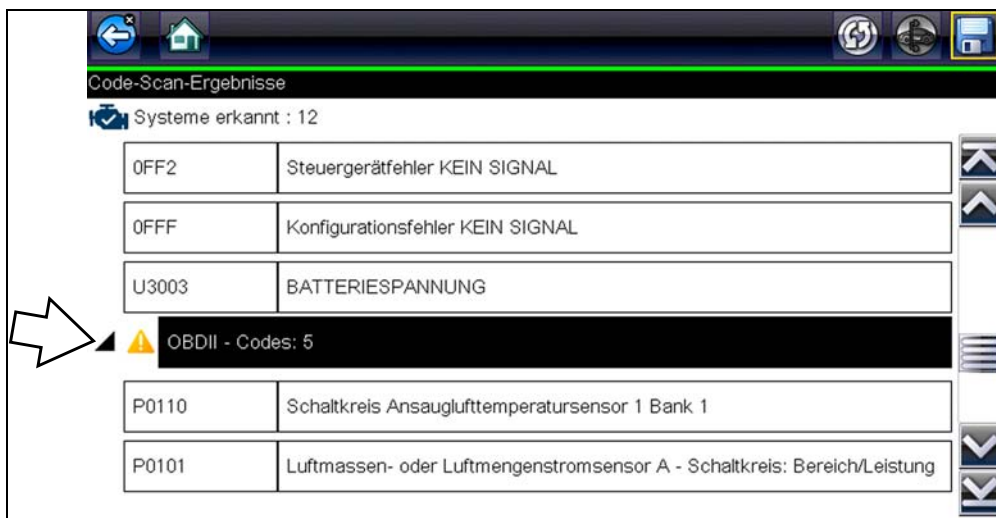 Code-Scan-Ergebnisse
Systeme erkannt : 12
0FF2 Steuergerätfehler KEIN SIGNAL
0FFF Konfigurationsfehler KEIN SIGNAL
U3003 BATTERIESPANNUNG
OBDII - Codes: 5
P0110 Schaltkreis Ansauglufttemperatursensor 1 Bank 1
P0101 Luftmassen- oder Luftmengenstromsensor A - Schaltkreis: Bereich/Leistung